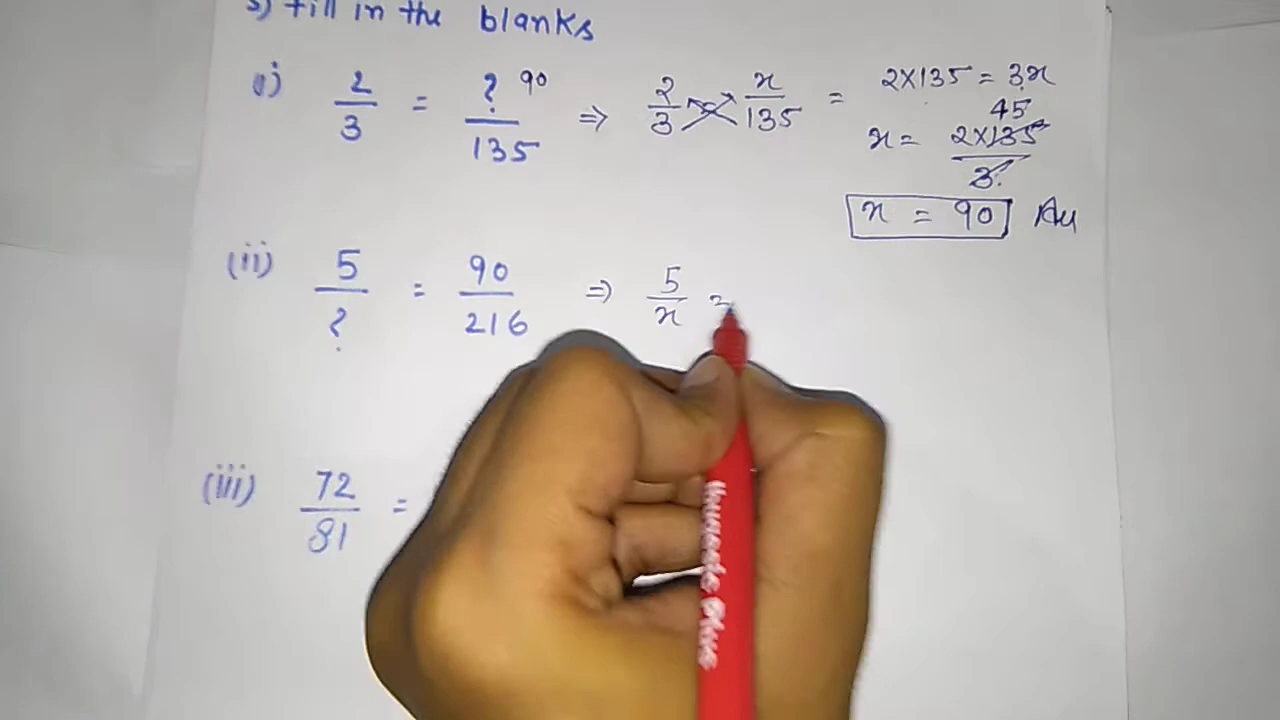 3) Fill in the blanks
(i) 2/3 = ?/135 90 ⇒ 2/3 x/135 = 2×135 = 3x
x = 2×135/3 45
x = 90 Au
(ii) 5/? = 90/216 ⇒ 5/x =
(iii) 72/81 =